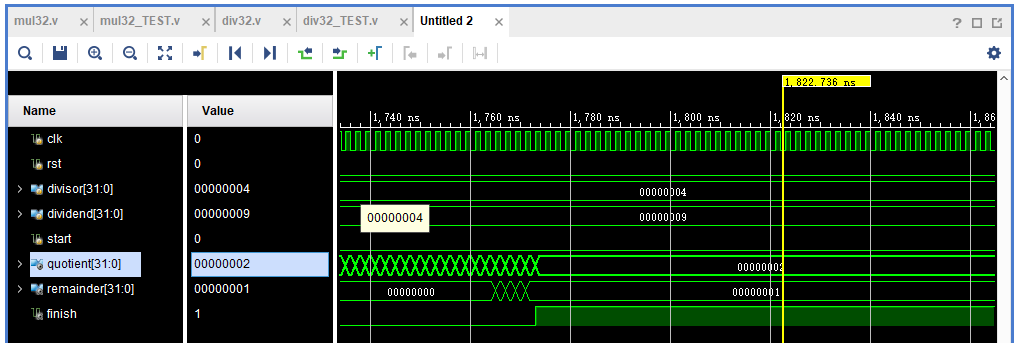 mul32.v × mul32_TEST.v × div32.v × div32_TEST.v × Untitled 2 × ?
Name Value
1,822.736 ns
1,740 ns 1,760 ns 1,780 ns 1,800 ns 1,820 ns 1,840 ns 1,86
clk 0
rst 0
divisor[31:0] 00000004 00000004
dividend[31:0] 00000009 00000004 00000009
start 0
quotient[31:0] 00000002 00000002
remainder[31:0] 00000001 00000000 00000001
finish 1